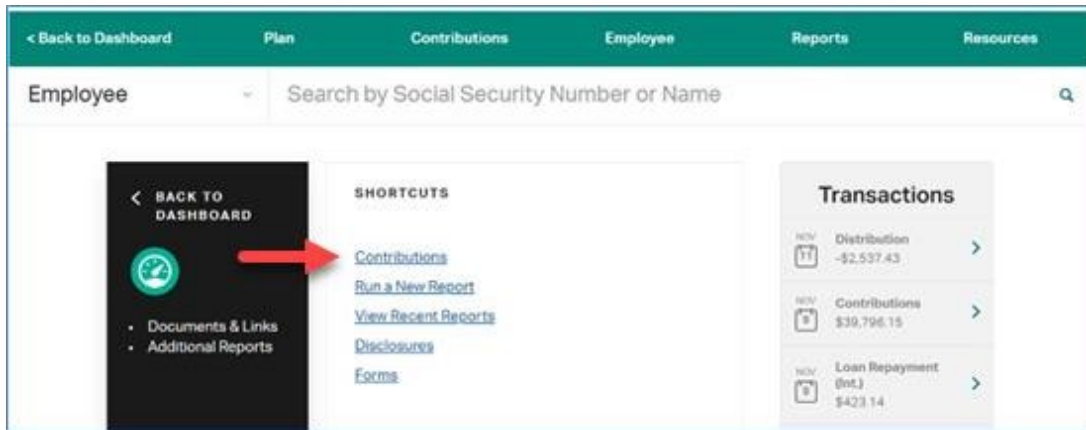 < Back to Dashboard Plan Contributions Employee Reports Resources
Employee Search by Social Security Number or Name
< BACK TO
DASHBOARD
• Documents & Links
• Additional Reports
SHORTCUTS
Contributions
Run a New Report
View Recent Reports
Disclosures
Forms
Transactions
NOV 11 Distribution
-$2,537.43
NOV Contributions
$39,796.15
NOV Loan Repayment
(Int.)
$423.14